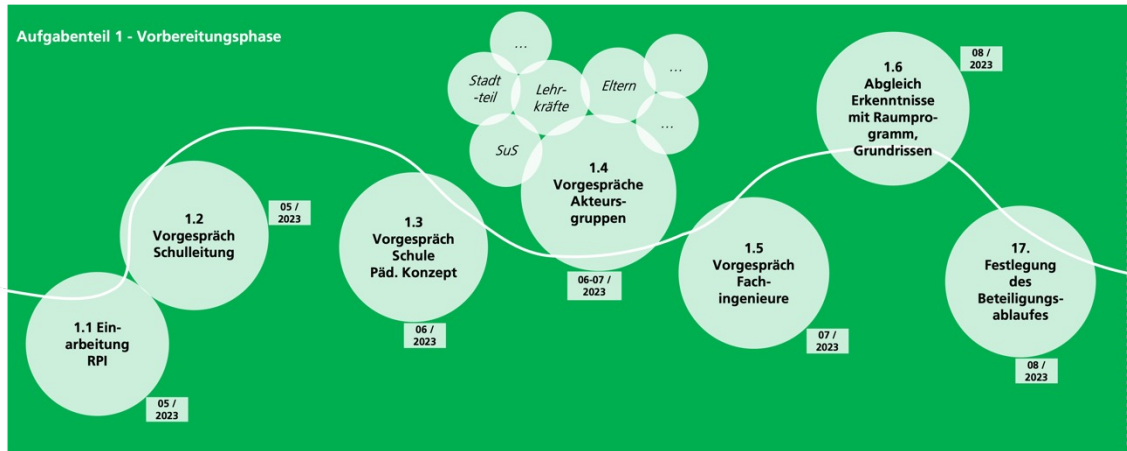 Aufgabenteil 1 - Vorbereitungsphase
1.1 Ein-
arbeitung
RPI
05 /
2023
1.2
Vorgespräch
Schulleitung
05 /
2023
1.3
Vorgespräch
Schule
Päd. Konzept
06 /
2023
...
Stadt
-teil
Lehr-
kräfte
Eltern
...
...
SuS
1.4
Vorgespräche
Akteurs-
gruppen
06-07 /
2023
1.5
Vorgespräch
Fach-
ingenieure
07 /
2023
1.6
Abgleich
Erkenntnisse
mit Raumpro-
gramm,
Grundrissen
08 /
2023
17.
Festlegung
des
Beteiligungs-
ablaufes
08 /
2023